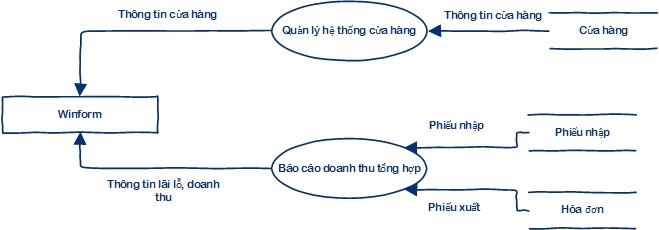 Thông tin cửa hàng
Thông tin cửa hàng
Quản lý hệ thống cửa hàng
Cửa hàng
Winform
Phiếu nhập
Phiếu nhập
Báo cáo doanh thu tổng hợp
Thông tin lãi lỗ, doanh
thu
Phiếu xuất
Hóa đơn